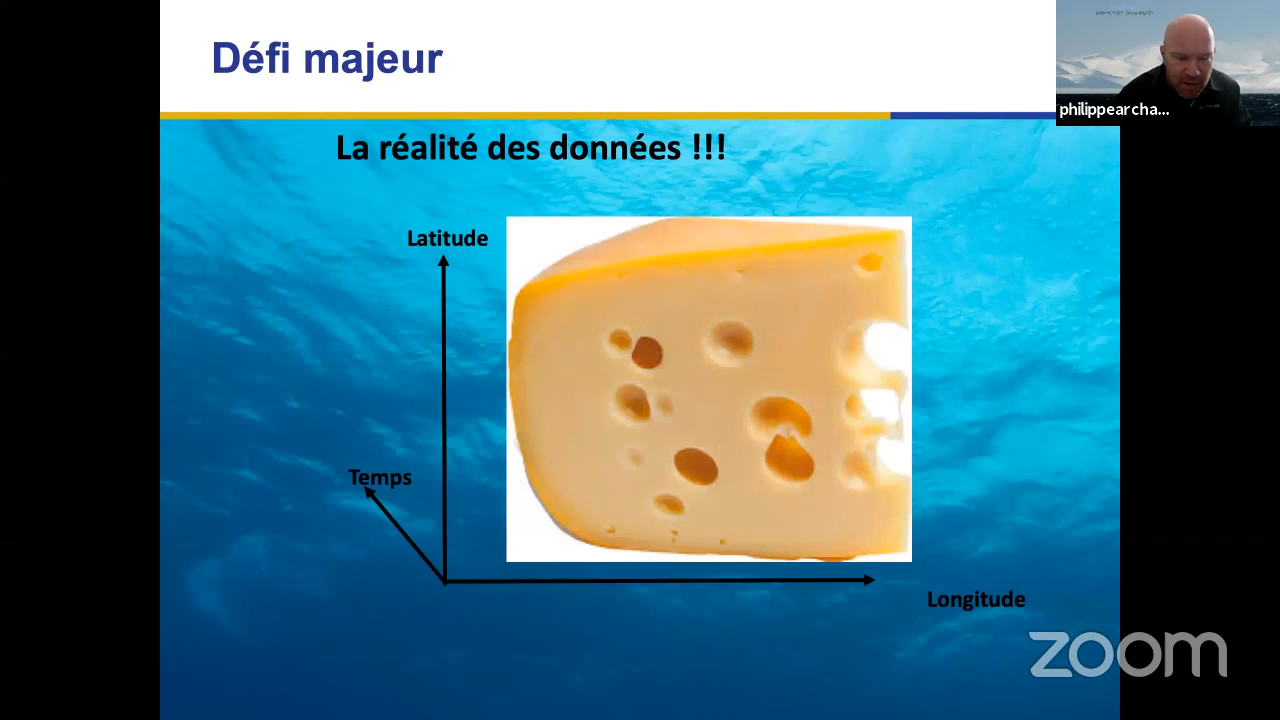 Défi majeur
philippearcha...
La réalité des données !!!
Latitude
Temps
Longitude
zoom